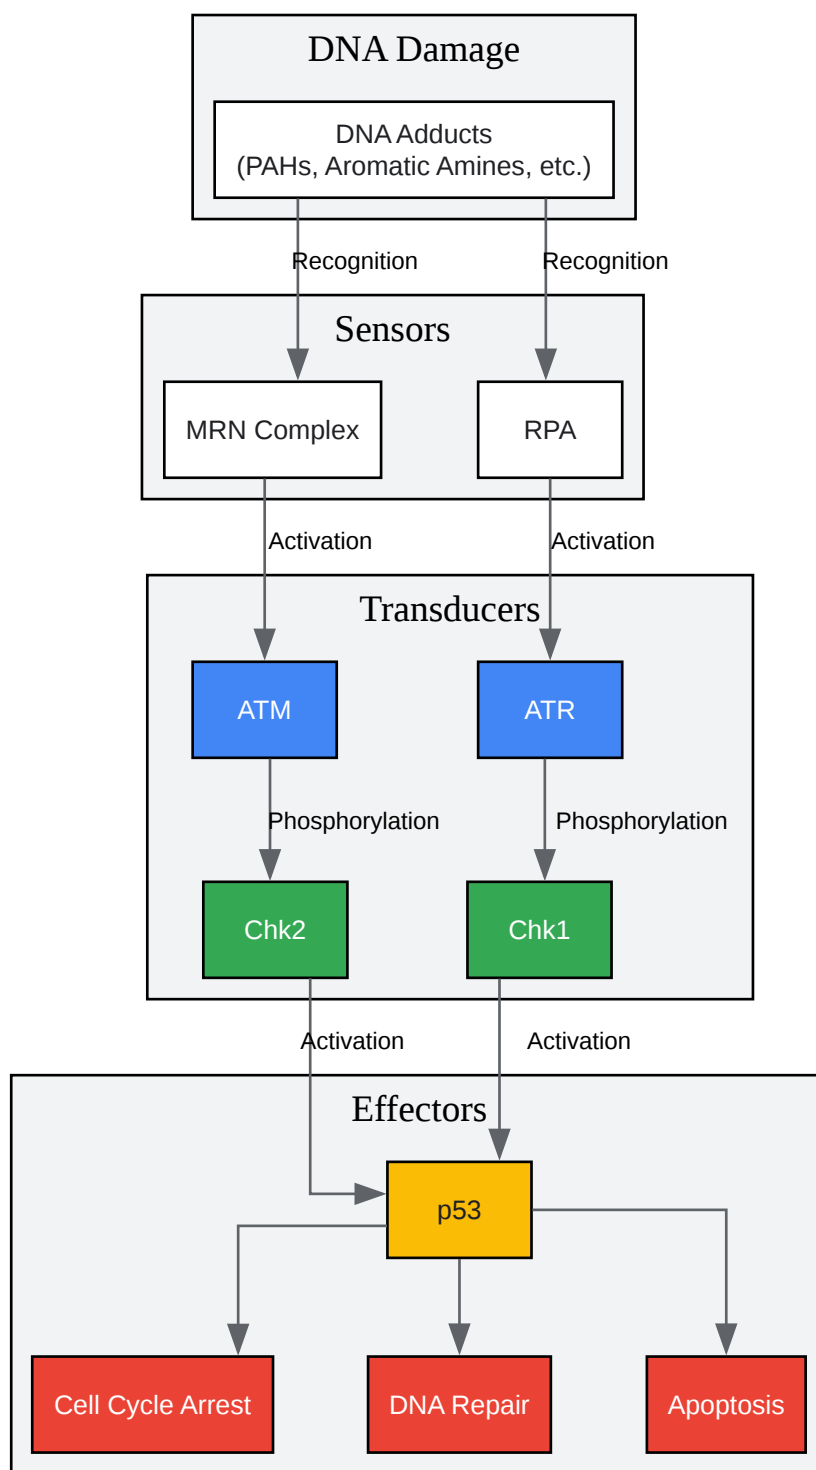 DNA Damage
DNA Adducts
(PAHs, Aromatic Amines, etc.)
Recognition
Recognition
Sensors
MRN Complex
RPA
Activation
Activation
Transducers
ATM
ATR
Phosphorylation
Phosphorylation
Chk2
Chk1
Activation
Activation
Effectors
p53
Cell Cycle Arrest
DNA Repair
Apoptosis